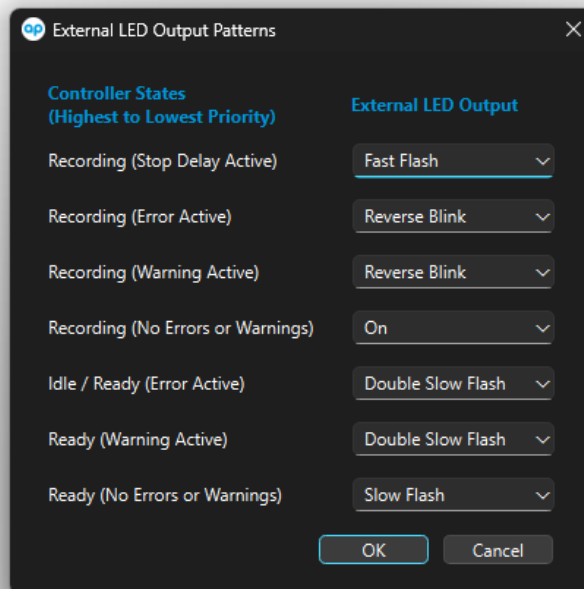 ap External LED Output Patterns
Controller States
(Highest to Lowest Priority)
External LED Output
Recording (Stop Delay Active) Fast Flash
Recording (Error Active) Reverse Blink
Recording (Warning Active) Reverse Blink
Recording (No Errors or Warnings) On
Idle / Ready (Error Active) Double Slow Flash
Ready (Warning Active) Double Slow Flash
Ready (No Errors or Warnings) Slow Flash
OK Cancel